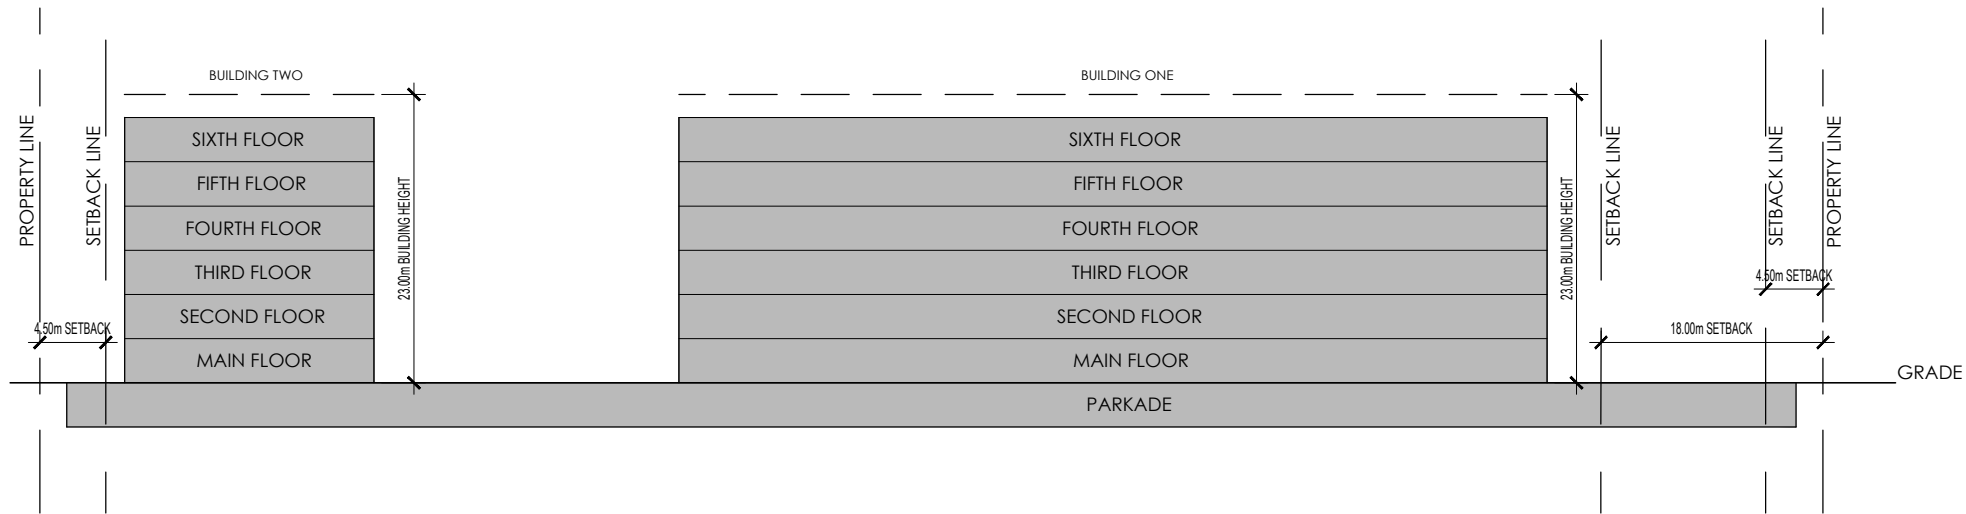 BUILDING TWO
BUILDING ONE
PROPERTY LINE
SETBACK LINE
SIXTH FLOOR
FIFTH FLOOR
FOURTH FLOOR
THIRD FLOOR
SECOND FLOOR
MAIN FLOOR
4.50m SETBACK
23.00m BUILDING HEIGHT
SIXTH FLOOR
FIFTH FLOOR
FOURTH FLOOR
THIRD FLOOR
SECOND FLOOR
MAIN FLOOR
23.00m BUILDING HEIGHT
SETBACK LINE
SETBACK LINE
PROPERTY LINE
4.50m SETBACK
18.00m SETBACK
GRADE
PARKADE